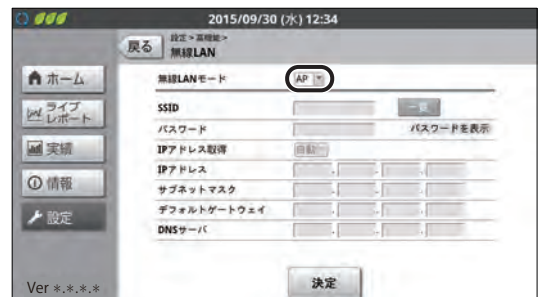 2015/09/30 (水) 12:34
戻る
設定 > 高機能 >
無線LAN
ホーム
ライブ
レポート
実績
情報
設定
Ver *.*.*.*
無線LANモード AP
SSID 一覧
パスワード パスワードを表示
IPアドレス取得 自動
IPアドレス . . .
サブネットマスク . . .
デフォルトゲートウェイ . . .
DNSサーバ . . .
決定